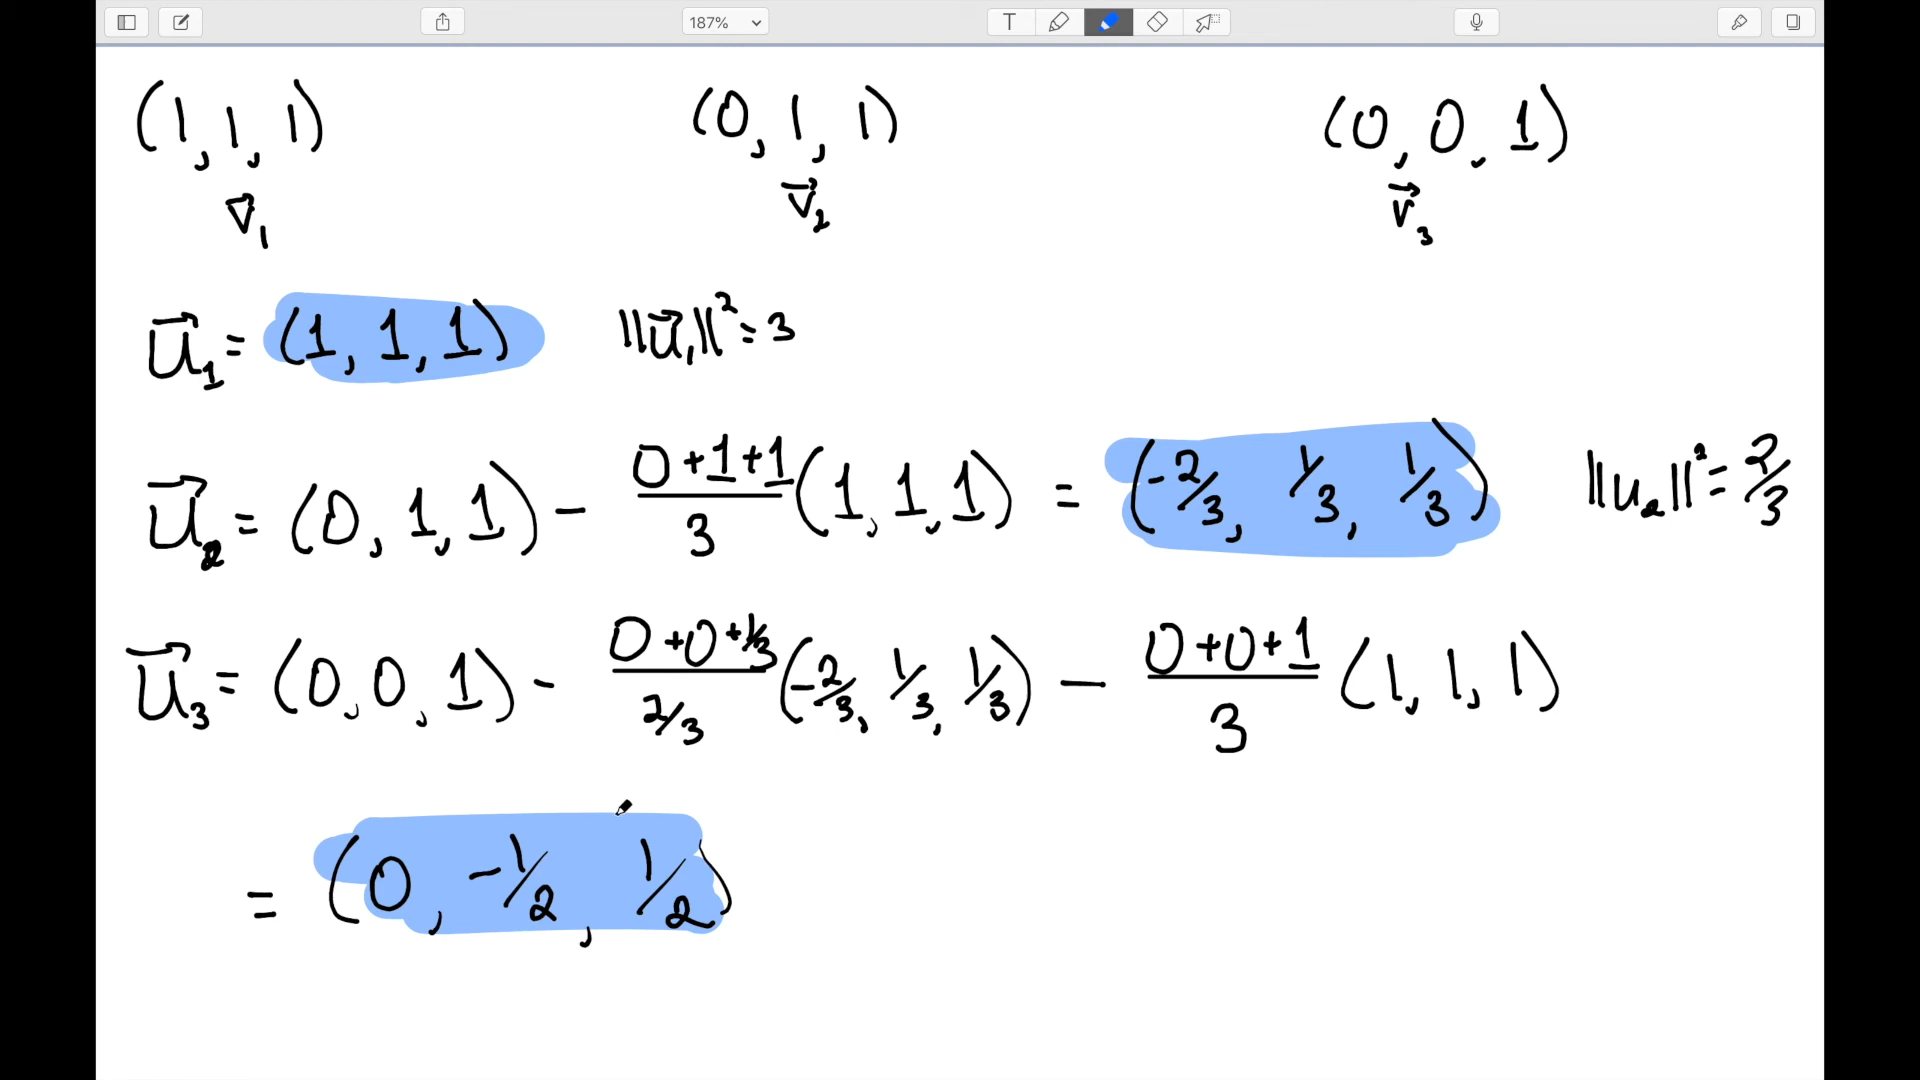 187%
T
(1, 1, 1) (0, 1, 1) (0, 0, 1)
v⃗₁ v⃗₂ v⃗₃
u⃗₁ = (1, 1, 1) ||u⃗₁||² = 3
u⃗₂ = (0, 1, 1) - (0+1+1)/3 (1, 1, 1) = (-2/3, 1/3, 1/3) ||u₂||² = 2/3
u⃗₃ = (0, 0, 1) - (0+0+1/3)/(2/3) (-2/3, 1/3, 1/3) - (0+0+1)/3 (1, 1, 1)
= (0, -1/2, 1/2)